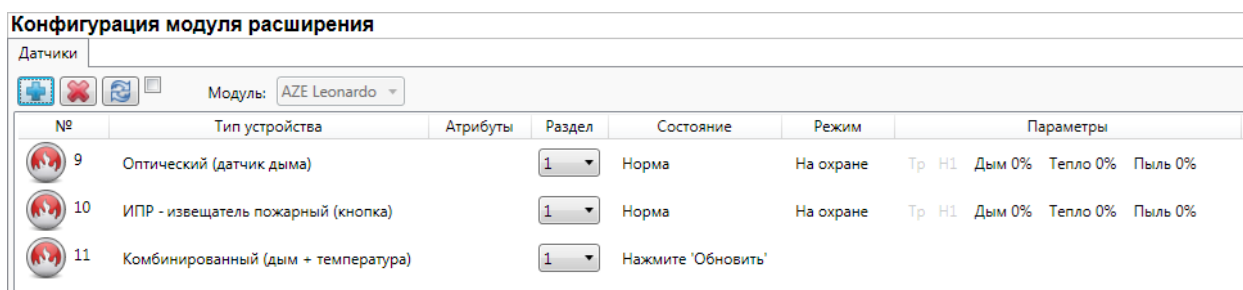 Конфигурация модуля расширения
Датчики
Модуль: AZE Leonardo
№ Тип устройства Атрибуты Раздел Состояние Режим Параметры
9 Оптический (датчик дыма) 1 Норма На охране Тр Н1 Дым 0% Тепло 0% Пыль 0%
10 ИПР - извещатель пожарный (кнопка) 1 Норма На охране Тр Н1 Дым 0% Тепло 0% Пыль 0%
11 Комбинированный (дым + температура) 1 Нажмите 'Обновить'